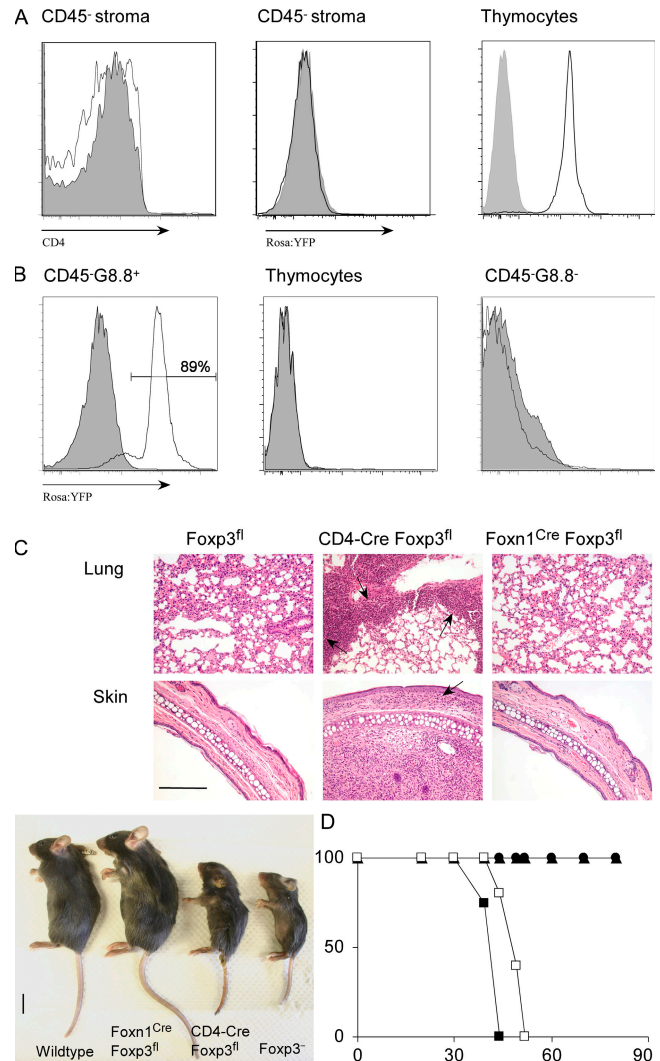 A CD45- stroma CD45- stroma Thymocytes
CD4 Rosa:YFP
B CD45-G8.8+ Thymocytes CD45-G8.8-
89%
Rosa:YFP
C Foxp3fl CD4-Cre Foxp3fl Foxn1Cre Foxp3fl
Lung
Skin
D
100
50
0
0 30 60 90
Wildtype Foxn1Cre Foxp3fl CD4-Cre Foxp3fl Foxp3-